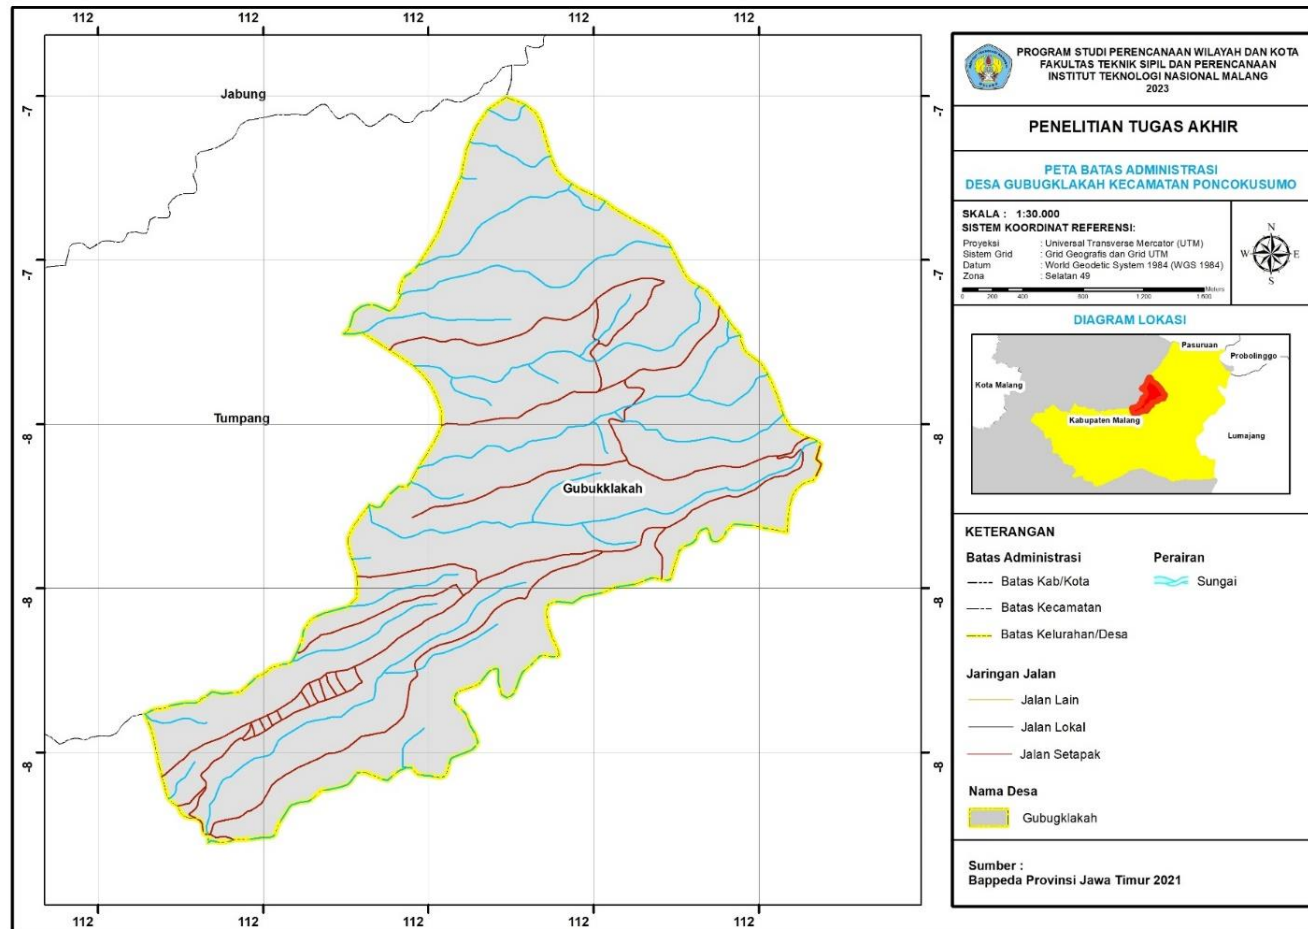 112 112 112 112 112
-7
-7
-8
-8
-8
Jabung
Tumpang
Gubukklakah
112 112 112 112 112
-7
-7
-8
-8
-8
PROGRAM STUDI PERENCANAAN WILAYAH DAN KOTA
FAKULTAS TEKNIK SIPIL DAN PERENCANAAN
INSTITUT TEKNOLOGI NASIONAL MALANG
2023
PENELITIAN TUGAS AKHIR
PETA BATAS ADMINISTRASI
DESA GUBUGKLAKAH KECAMATAN PONCOKUSUMO
SKALA : 1:30.000
SISTEM KOORDINAT REFERENSI:
Proyeksi : Universal Transverse Mercator (UTM)
Sistem Grid : Grid Geografis dan Grid UTM
Datum : World Geodetic System 1984 (WGS 1984)
Zona : Selatan 49
Meters
0 200 400 800 1.200 1.600
N
W E
S
DIAGRAM LOKASI
Pasuruan
Probolinggo
Kota Malang
Kabupaten Malang
Lumajang
KETERANGAN
Batas Administrasi
Batas Kab/Kota
Batas Kecamatan
Batas Kelurahan/Desa
Perairan
Sungai
Jaringan Jalan
Jalan Lain
Jalan Lokal
Jalan Setapak
Nama Desa
Gubugklakah
Sumber :
Bappeda Provinsi Jawa Timur 2021